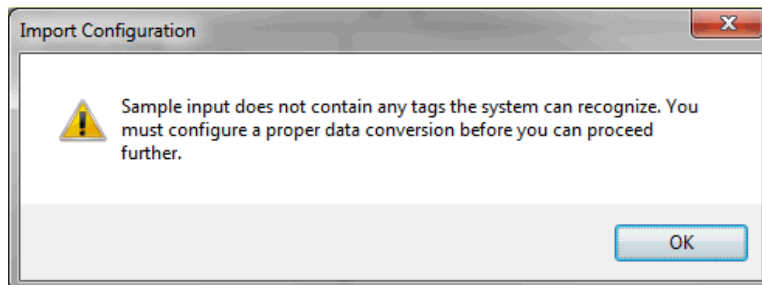 Import Configuration
Sample input does not contain any tags the system can recognize. You
must configure a proper data conversion before you can proceed
further.
OK